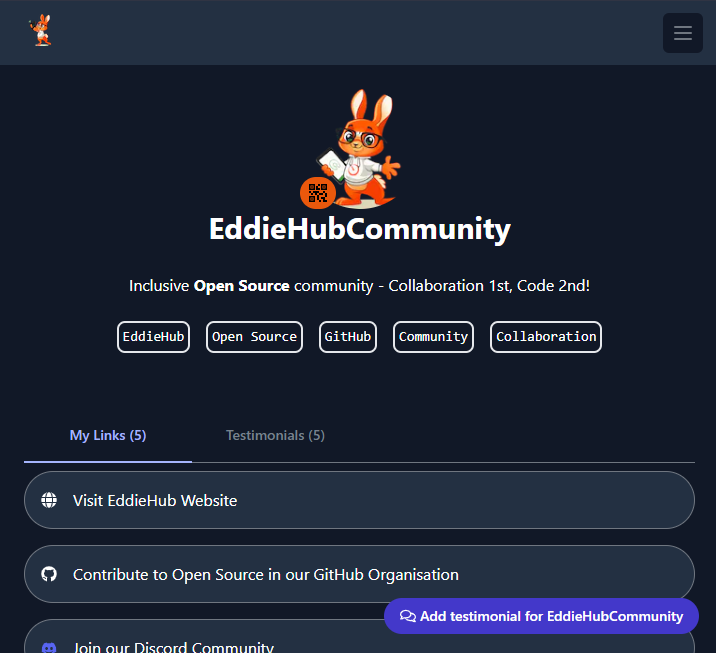 EddieHubCommunity
Inclusive Open Source community - Collaboration 1st, Code 2nd!
EddieHub Open Source GitHub Community Collaboration
My Links (5) Testimonials (5)
Visit EddieHub Website
Contribute to Open Source in our GitHub Organisation
Add testimonial for EddieHubCommunity
Join our Discord Community